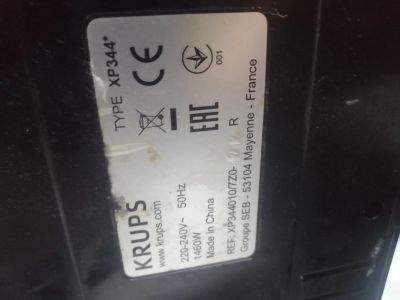 KRUPS
www.krups.com
TYPE XP344*
220-240V~ 50Hz
1460W
Made in China
CE
EAC
001
REF. XP344010/7Z0-
R
Groupe SEB - 53104 Mayenne - France